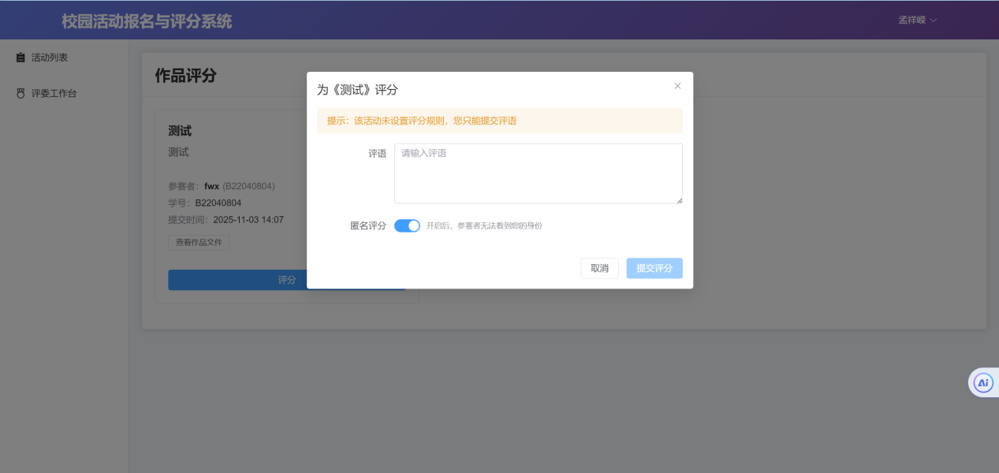 校园活动报名与评分系统
孟祥嵘
活动列表
评委工作台
作品评分
测试
测试
参赛者：fwx (B22040804)
学号：B22040804
提交时间：2025-11-03 14:07
查看作品文件
评分
为《测试》评分
提示：该活动未设置评分规则，您只能提交评语
评语
请输入评语
匿名评分
开启后，参赛者无法看到您的身份
取消
提交评分
Ai